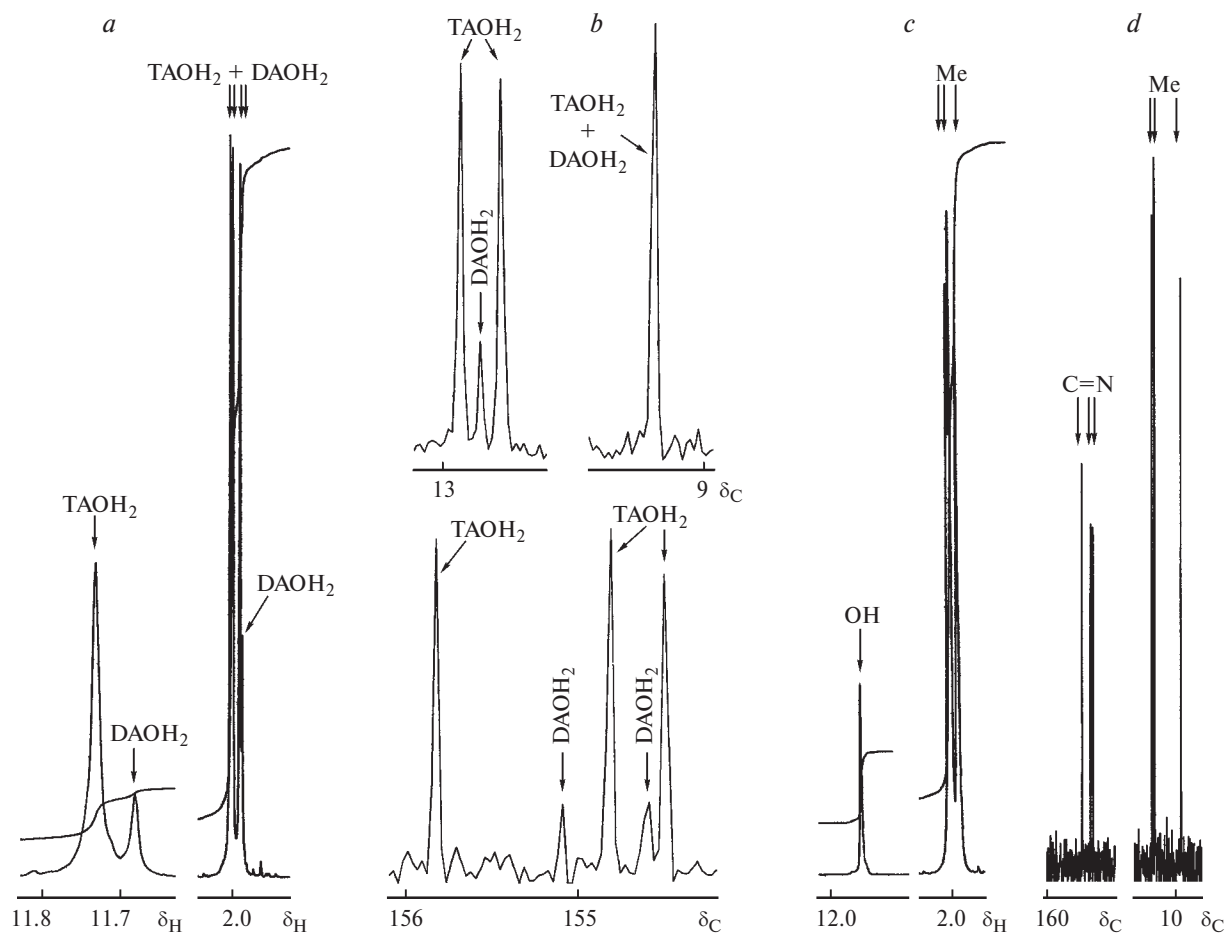 a
TAOH₂ + DAOH₂
TAOH₂
DAOH₂
DAOH₂
11.8 11.7 δH
2.0 δH
b
TAOH₂
DAOH₂
TAOH₂
+
DAOH₂
13
9 δC
TAOH₂
TAOH₂
DAOH₂
DAOH₂
156 155 δC
c
Me
OH
12.0
2.0 δH
d
Me
C=N
160 δC
10 δC